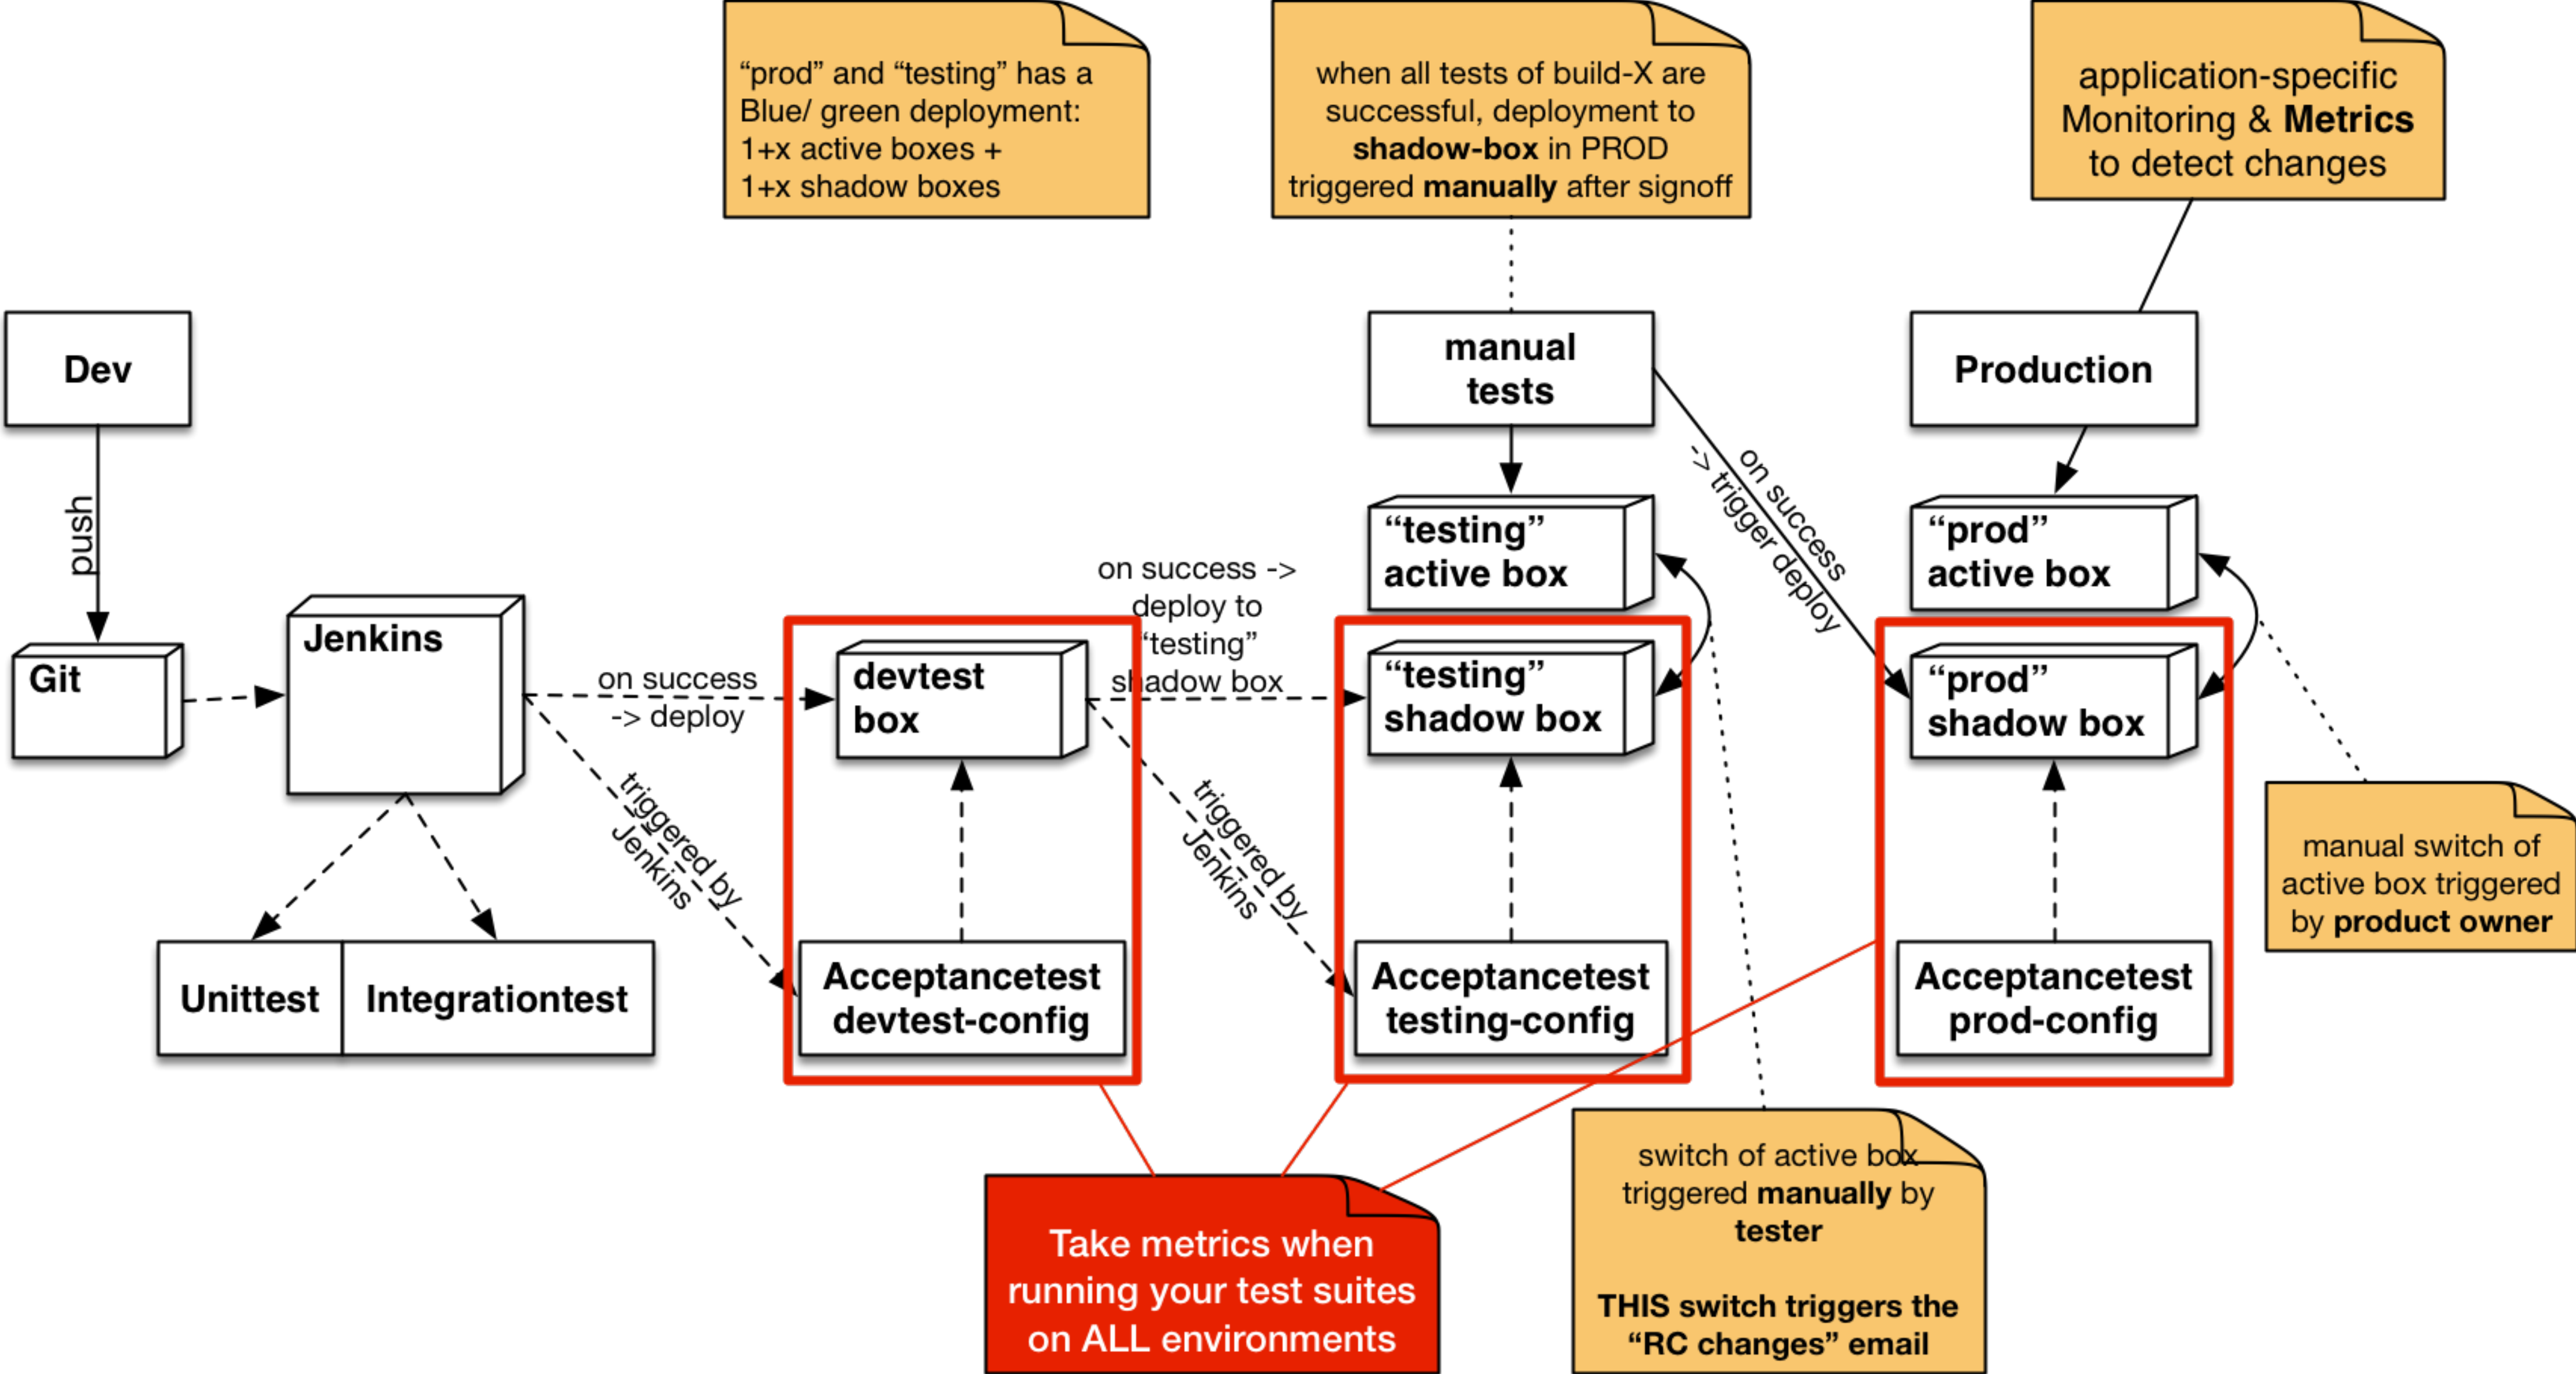 “prod” and “testing” has a
Blue/ green deployment:
1+x active boxes +
1+x shadow boxes
when all tests of build-X are
successful, deployment to
shadow-box in PROD
triggered manually after signoff
application-specific
Monitoring & Metrics
to detect changes
Dev
manual
tests
Production
push
on success
-> trigger deploy
“testing”
active box
“prod”
active box
on success ->
deploy to
“testing”
shadow box
Git
Jenkins
on success
-> deploy
devtest
box
“testing”
shadow box
“prod”
shadow box
triggered by
Jenkins
triggered by
Jenkins
manual switch of
active box triggered
by product owner
Unittest
Integrationtest
Acceptancetest
devtest-config
Acceptancetest
testing-config
Acceptancetest
prod-config
Take metrics when
running your test suites
on ALL environments
switch of active box
triggered manually by
tester
THIS switch triggers the
“RC changes” email